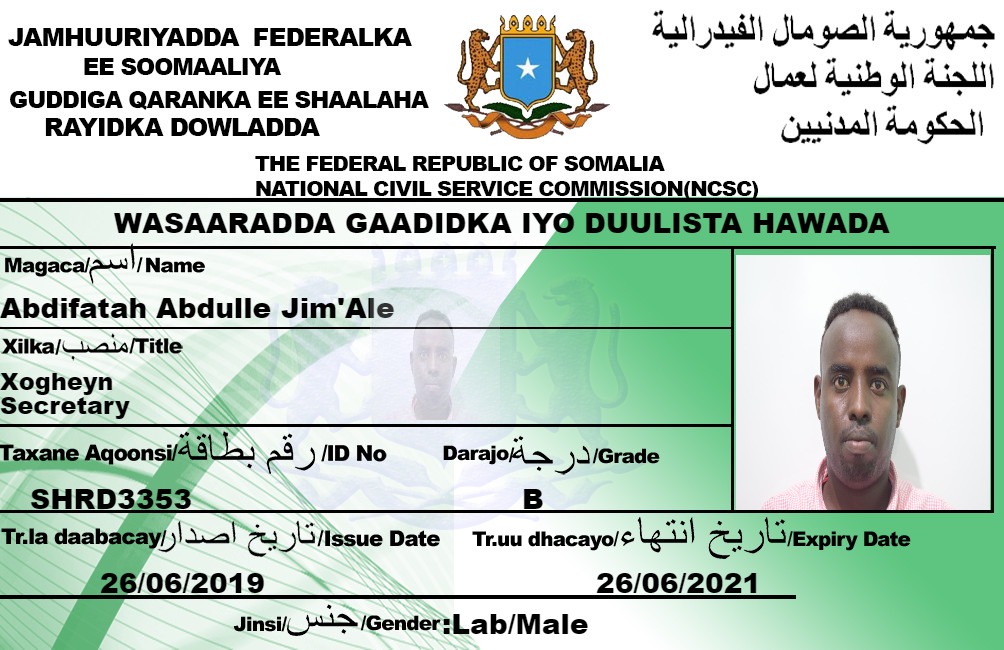 JAMHUURIYADDA FEDERALKA
EE SOOMAALIYA
GUDDIGA QARANKA EE SHAALAHA
RAYIDKA DOWLADDA
جمهورية الصومال الفيدرالية
اللجنة الوطنية لعمال
الحكومة المدنيين
THE FEDERAL REPUBLIC OF SOMALIA
NATIONAL CIVIL SERVICE COMMISSION(NCSC)
WASAARADDA GAADIDKA IYO DUULISTA HAWADA
Magaca/اسم/Name
Abdifatah Abdulle Jim'Ale
Xilka/منصب/Title
Xogheyn
Secretary
Taxane Aqoonsi/رقم بطاقة/ID No
Darajo/درجة/Grade
SHRD3353
B
Tr.la daabacay/تاريخ اصدار/Issue Date
Tr.uu dhacayo/تاريخ انتهاء/Expiry Date
26/06/2019
26/06/2021
Jinsi/جنس/Gender:Lab/Male